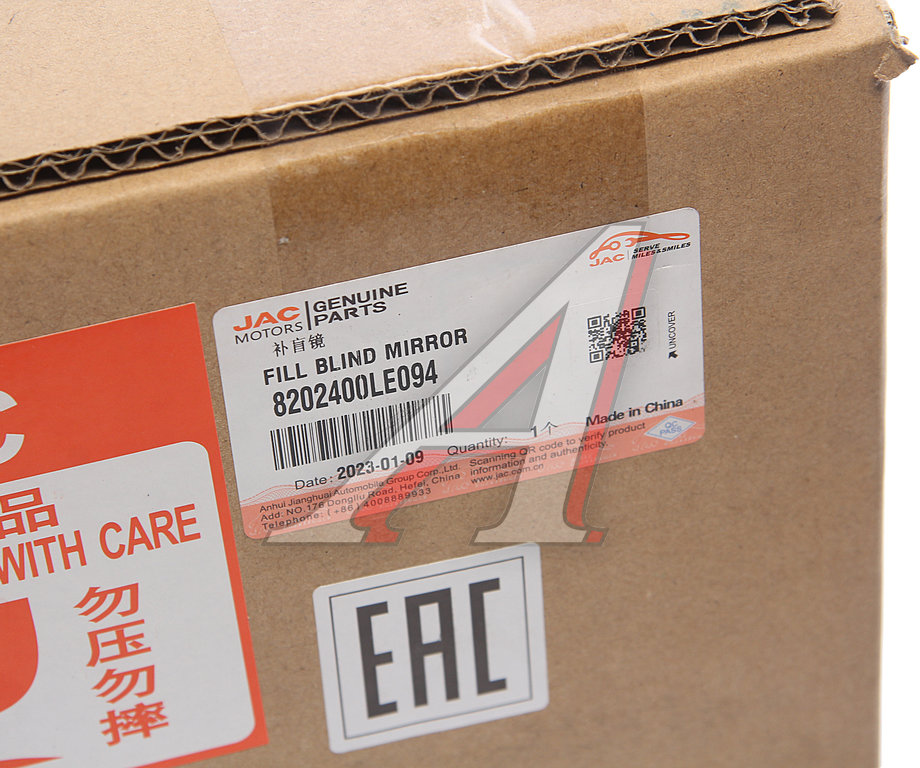 JAC
MOTORS
GENUINE
PARTS
JAC
SERVE
MILES&SMILES
补盲镜
FILL BLIND MIRROR
8202400LE094
UNCOVER
Date: 2023-01-09
Quantity: 1个
Made in China
QC
PASS
Anhui Jianghuai Automobile Group Corp.,Ltd.
Add: NO.176 Dongliu Road, Hefei, China
Telephone: (+86)4008889933
Scanning QR code to verify product
information and authenticity.
www.jac.com.cn
C
品
WITH CARE
勿压勿摔
EAC